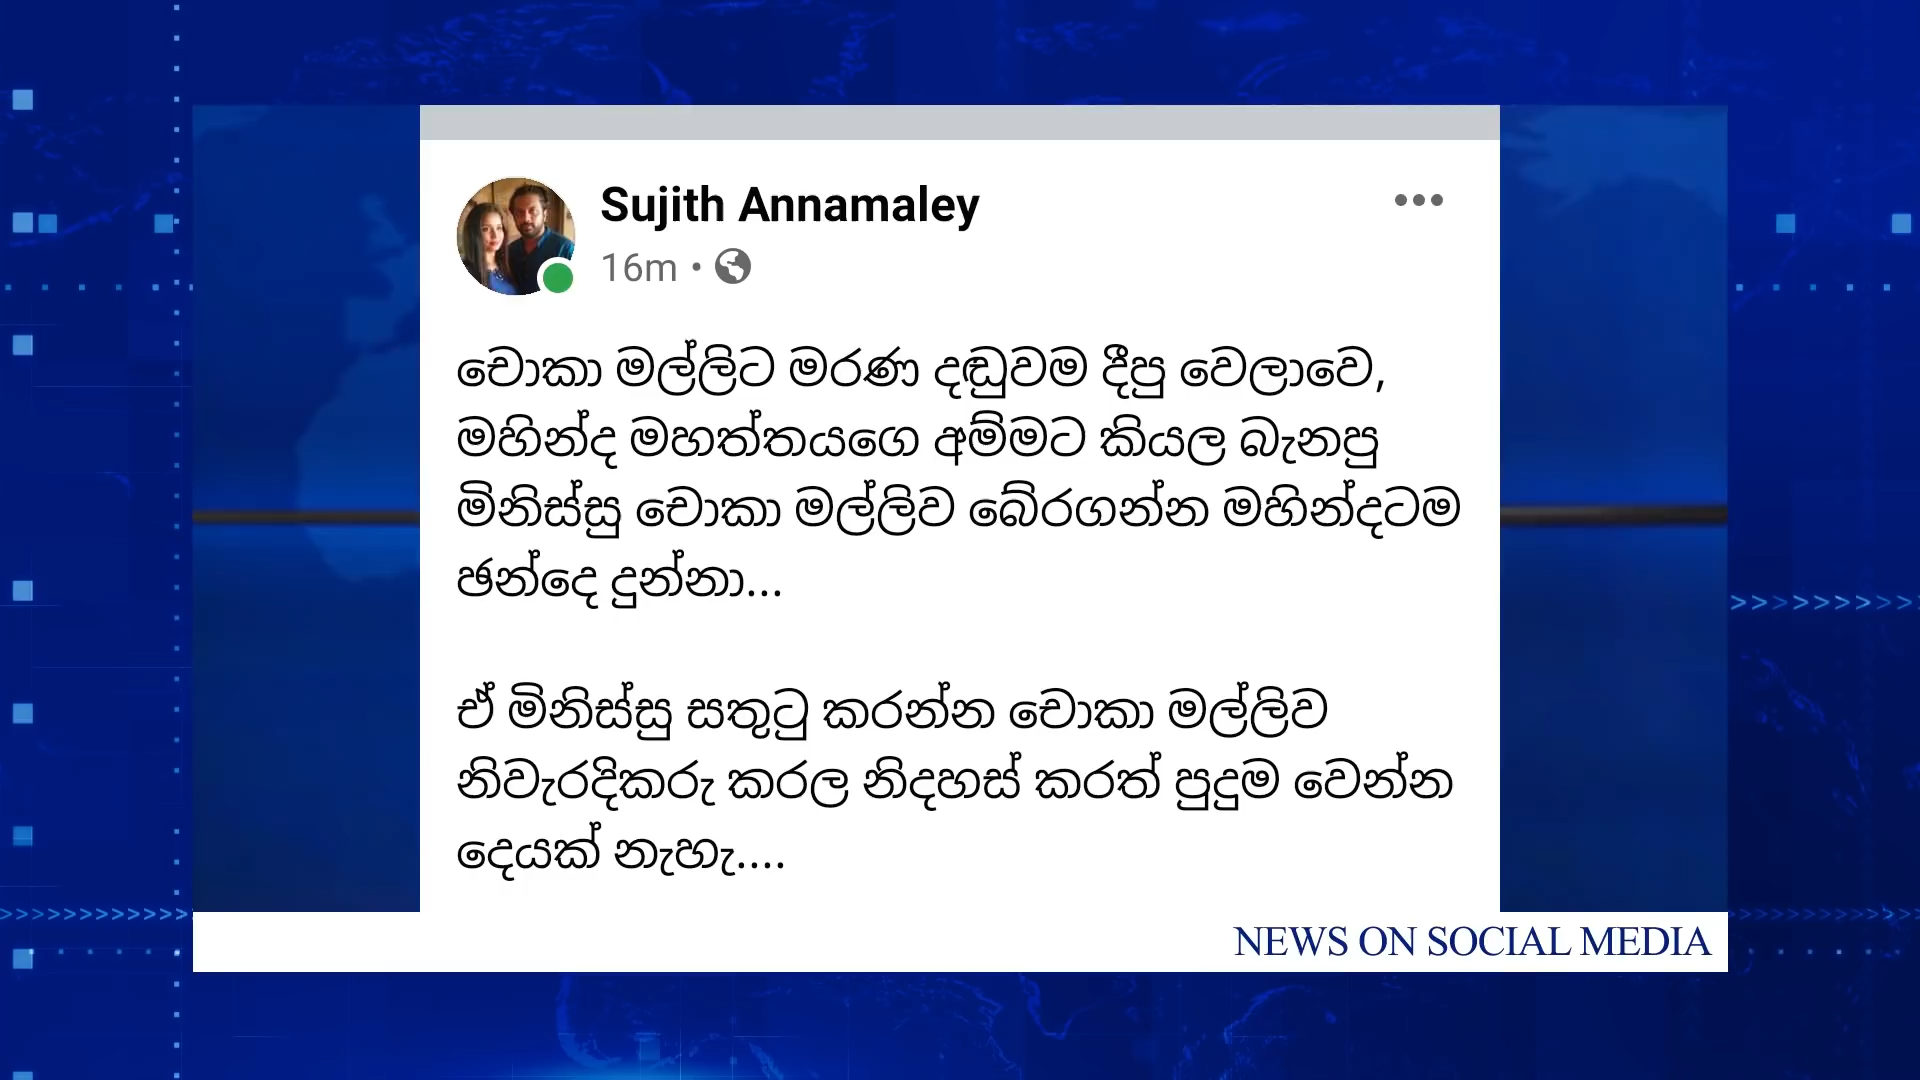 Sujith Annamaley
16m •
චොකා මල්ලිට මරණ දඬුවම දීපු වෙලාවෙ,
මහින්ද මහත්තයගෙ අම්මට කියල බැනපු
මිනිස්සු චොකා මල්ලිව බේරගන්න මහින්දටම
ඡන්දෙ දුන්නා...
ඒ මිනිස්සු සතුටු කරන්න චොකා මල්ලිව
නිවැරදිකරු කරල නිදහස් කරත් පුදුම වෙන්න
දෙයක් නැහැ....
NEWS ON SOCIAL MEDIA